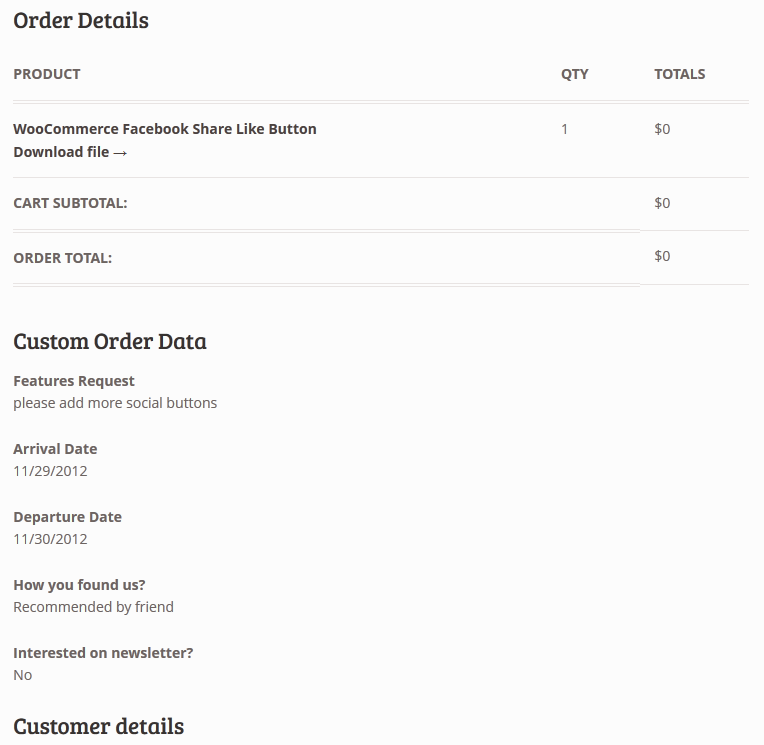 Order Details
PRODUCT QTY TOTALS
WooCommerce Facebook Share Like Button 1 $0
Download file →
CART SUBTOTAL: $0
ORDER TOTAL: $0
Custom Order Data
Features Request
please add more social buttons
Arrival Date
11/29/2012
Departure Date
11/30/2012
How you found us?
Recommended by friend
Interested on newsletter?
No
Customer details